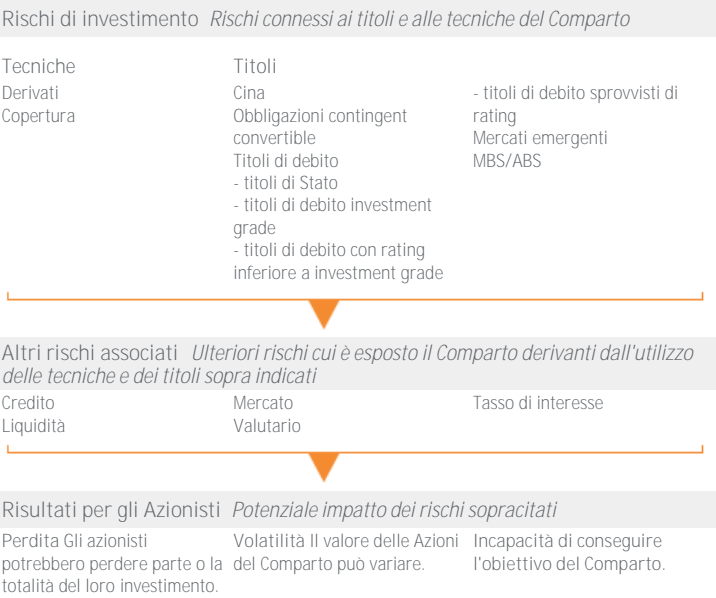 Rischi di investimento Rischi connessi ai titoli e alle tecniche del Comparto
Tecniche
Derivati
Copertura
Titoli
Cina
Obbligazioni contingent
convertible
Titoli di debito
- titoli di Stato
- titoli di debito investment
grade
- titoli di debito con rating
inferiore a investment grade
- titoli di debito sprovvisti di
rating
Mercati emergenti
MBS/ABS
Altri rischi associati Ulteriori rischi cui è esposto il Comparto derivanti dall'utilizzo
delle tecniche e dei titoli sopra indicati
Credito
Liquidità
Mercato
Valutario
Tasso di interesse
Risultati per gli Azionisti Potenziale impatto dei rischi sopracitati
Perdita Gli azionisti
potrebbero perdere parte o la
totalità del loro investimento.
Volatilità Il valore delle Azioni
del Comparto può variare.
Incapacità di conseguire
l'obiettivo del Comparto.